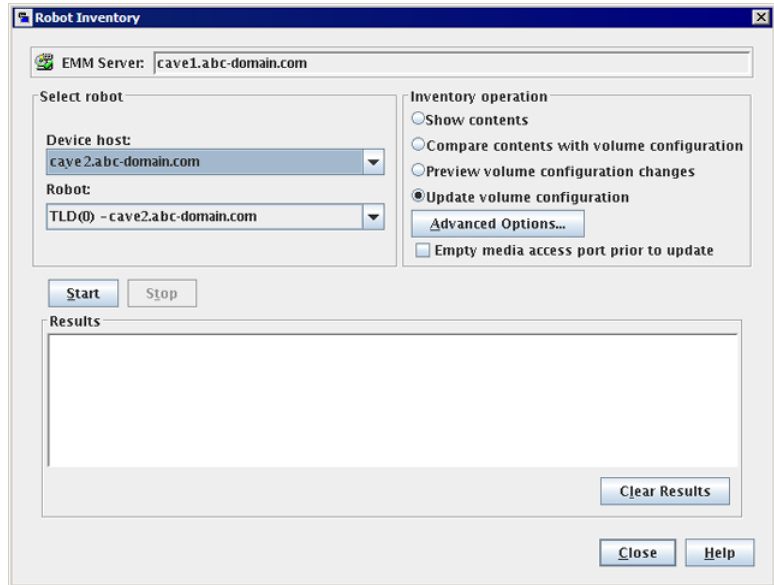 Robot Inventory
EMM Server: cave1.abc-domain.com
Select robot
Device host:
cave2.abc-domain.com
Robot:
TLD(0) - cave2.abc-domain.com
Inventory operation
Show contents
Compare contents with volume configuration
Preview volume configuration changes
Update volume configuration
Advanced Options...
Empty media access port prior to update
Start Stop
Results
Clear Results
Close Help